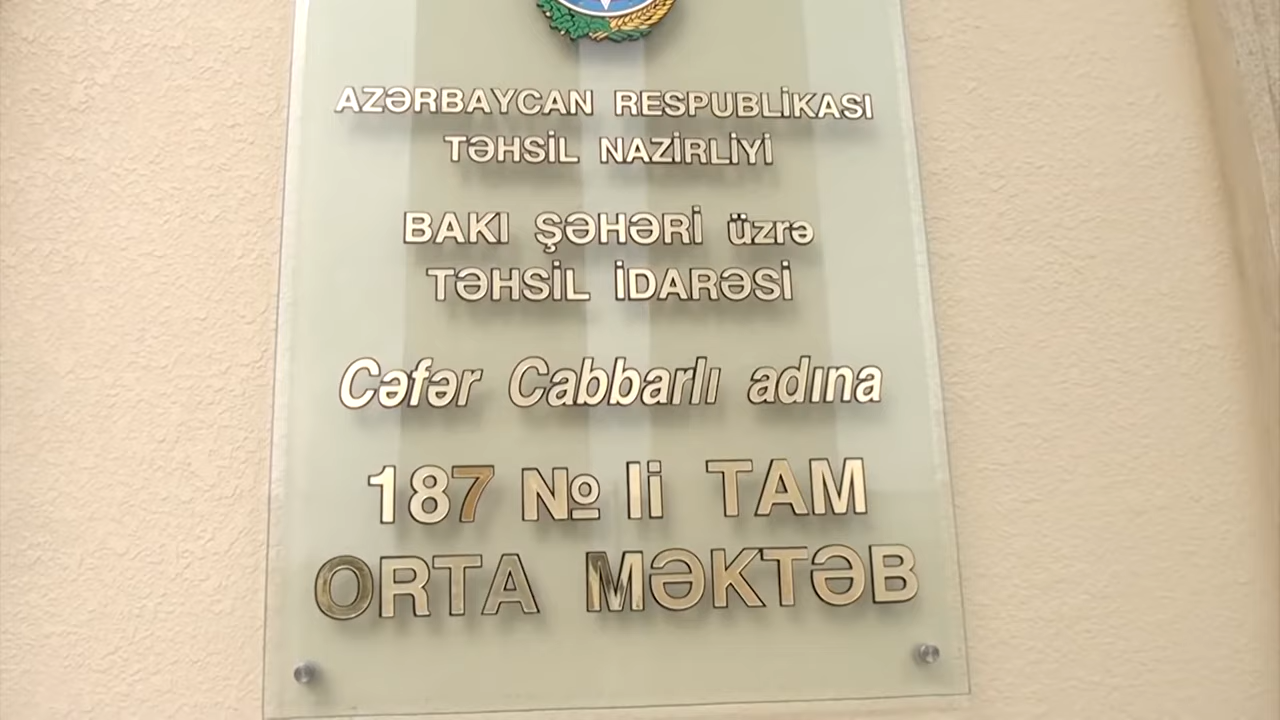 AZƏRBAYCAN RESPUBLİKASI
TƏHSİL NAZİRLİYİ
BAKI ŞƏHƏRİ üzrə
TƏHSİL İDARƏSİ
Cəfər Cabbarlı adına
187 № li TAM
ORTA MƏKTƏB